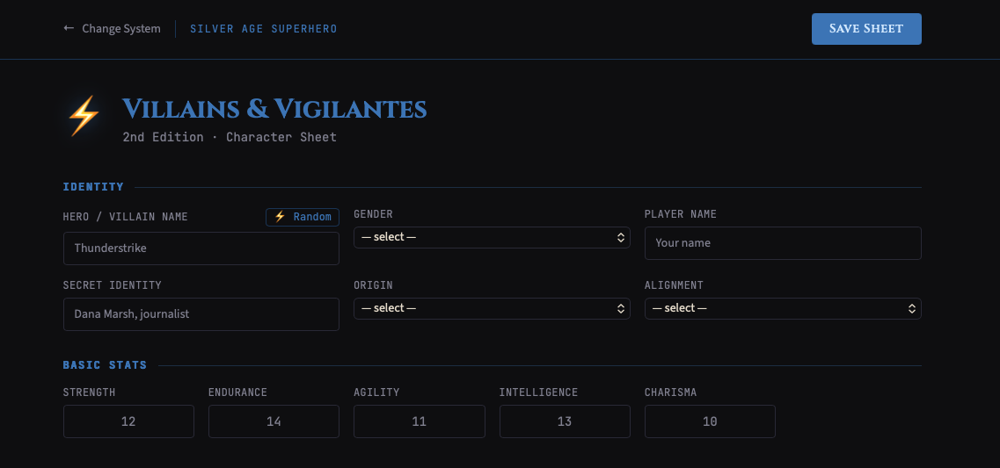 ← Change System
SILVER AGE SUPERHERO
Save Sheet
Villains & Vigilantes
2nd Edition · Character Sheet
IDENTITY
HERO / VILLAIN NAME
⚡ Random
GENDER
PLAYER NAME
Thunderstrike
— select —
Your name
SECRET IDENTITY
ORIGIN
ALIGNMENT
Dana Marsh, journalist
— select —
— select —
BASIC STATS
STRENGTH
ENDURANCE
AGILITY
INTELLIGENCE
CHARISMA
12
14
11
13
10